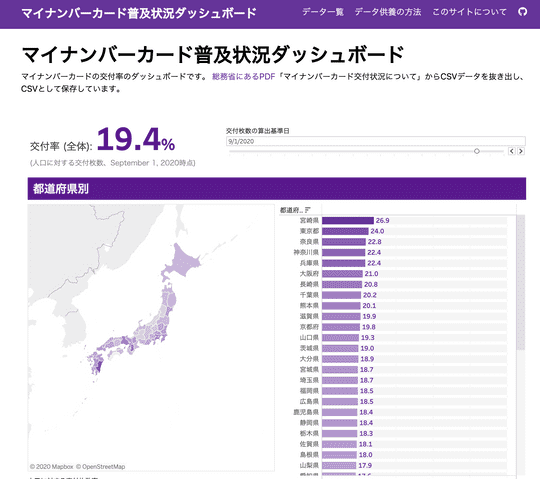 マイナンバーカード普及状況ダッシュボード
データ一覧 データ供養の方法 このサイトについて
マイナンバーカード普及状況ダッシュボード
マイナンバーカードの交付率のダッシュボードです。 総務省にあるPDF「マイナンバーカード交付状況について」からCSVデータを抜き出し、
CSVとして保存しています。
交付率 (全体): 19.4%
(人口に対する交付枚数、September 1, 2020時点)
交付枚数の算出基準日
9/1/2020
都道府県別
都道府..
宮崎県 26.9
東京都 24.0
奈良県 22.8
神奈川県 22.4
兵庫県 22.4
大阪府 21.0
長崎県 20.8
千葉県 20.2
熊本県 20.1
滋賀県 19.9
京都府 19.8
山口県 19.3
茨城県 19.0
大分県 18.9
宮城県 18.7
埼玉県 18.7
福岡県 18.5
広島県 18.5
鹿児島県 18.4
静岡県 18.4
栃木県 18.3
佐賀県 18.1
島根県 18.0
山梨県 17.9
© 2020 Mapbox © OpenStreetMap